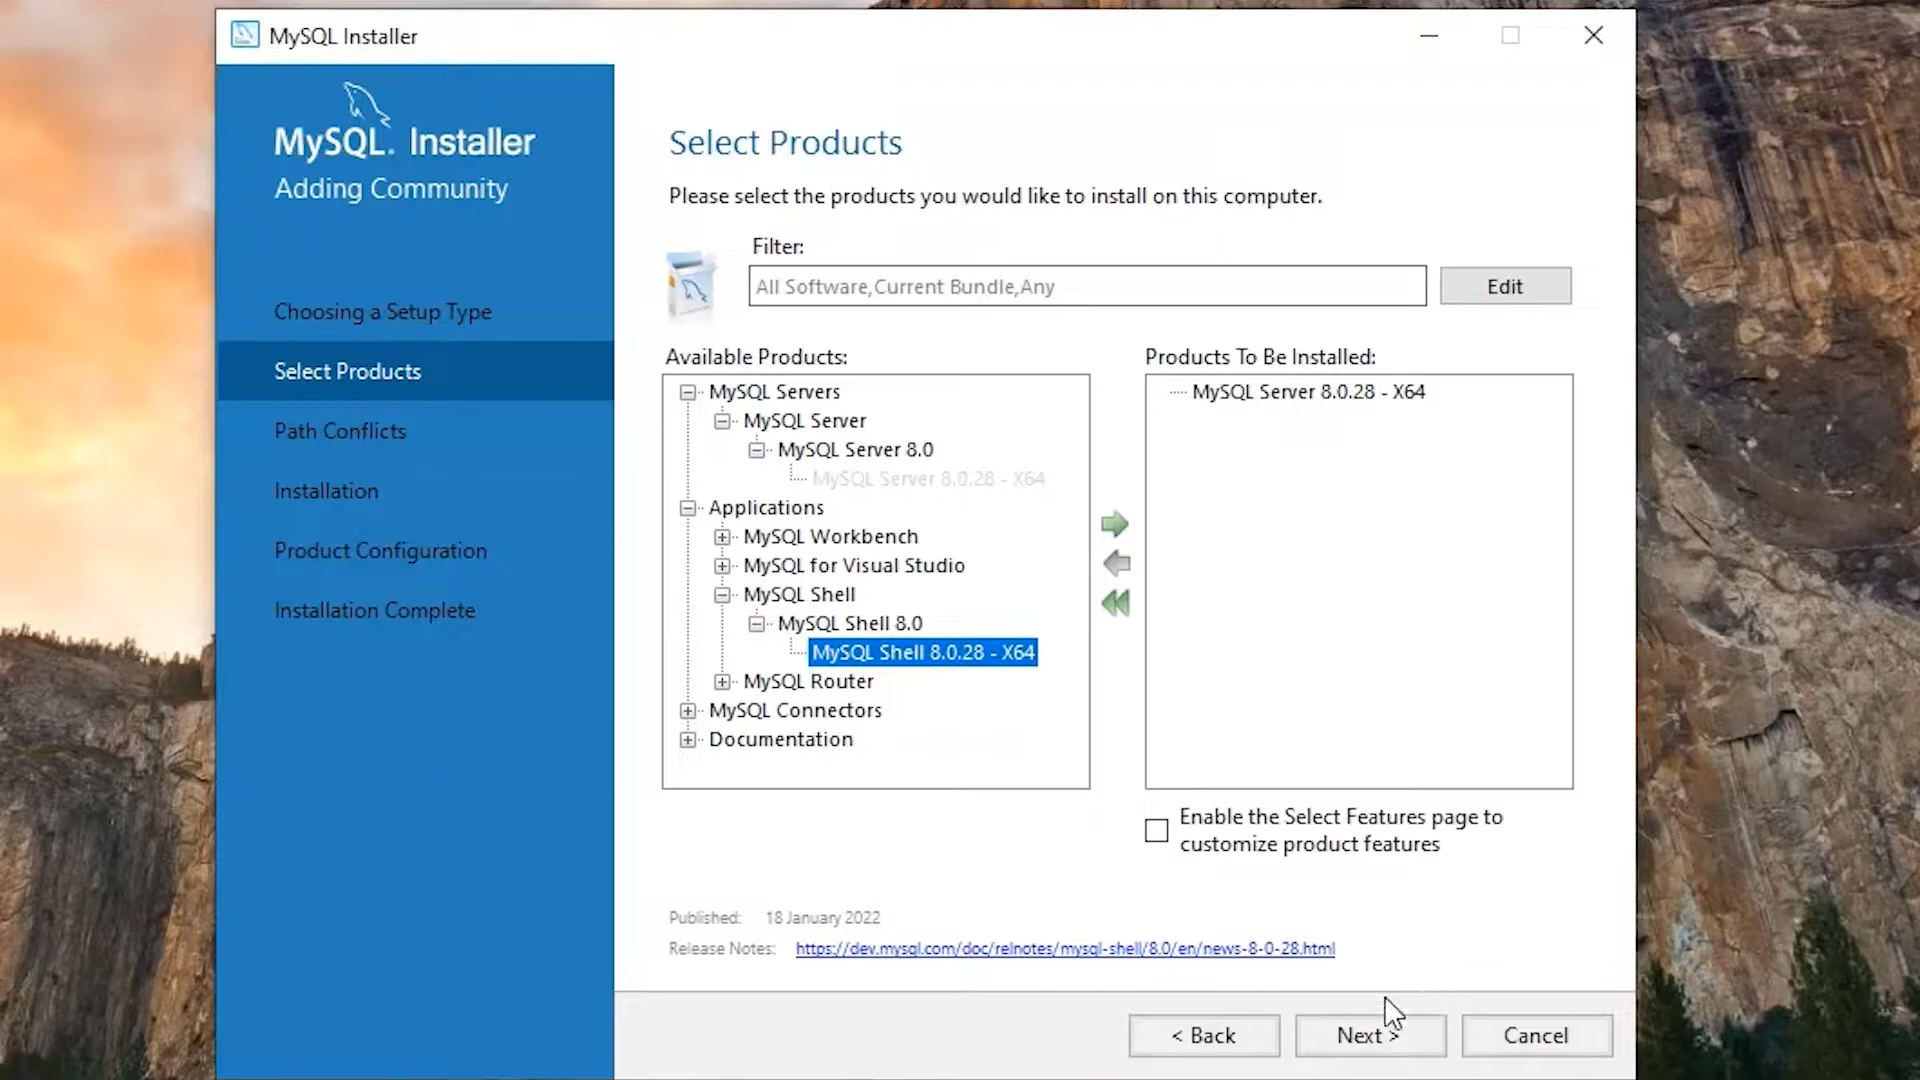 MySQL Installer
MySQL. Installer
Adding Community
Choosing a Setup Type
Select Products
Path Conflicts
Installation
Product Configuration
Installation Complete
Select Products
Please select the products you would like to install on this computer.
Filter:
All Software,Current Bundle,Any
Edit
Available Products:
MySQL Servers
MySQL Server
MySQL Server 8.0
MySQL Server 8.0.28 - X64
Applications
MySQL Workbench
MySQL for Visual Studio
MySQL Shell
MySQL Shell 8.0
MySQL Shell 8.0.28 - X64
MySQL Router
MySQL Connectors
Documentation
Products To Be Installed:
MySQL Server 8.0.28 - X64
Enable the Select Features page to
customize product features
Published: 18 January 2022
Release Notes: https://dev.mysql.com/doc/relnotes/mysql-shell/8.0/en/news-8-0-28.html
< Back
Next >
Cancel